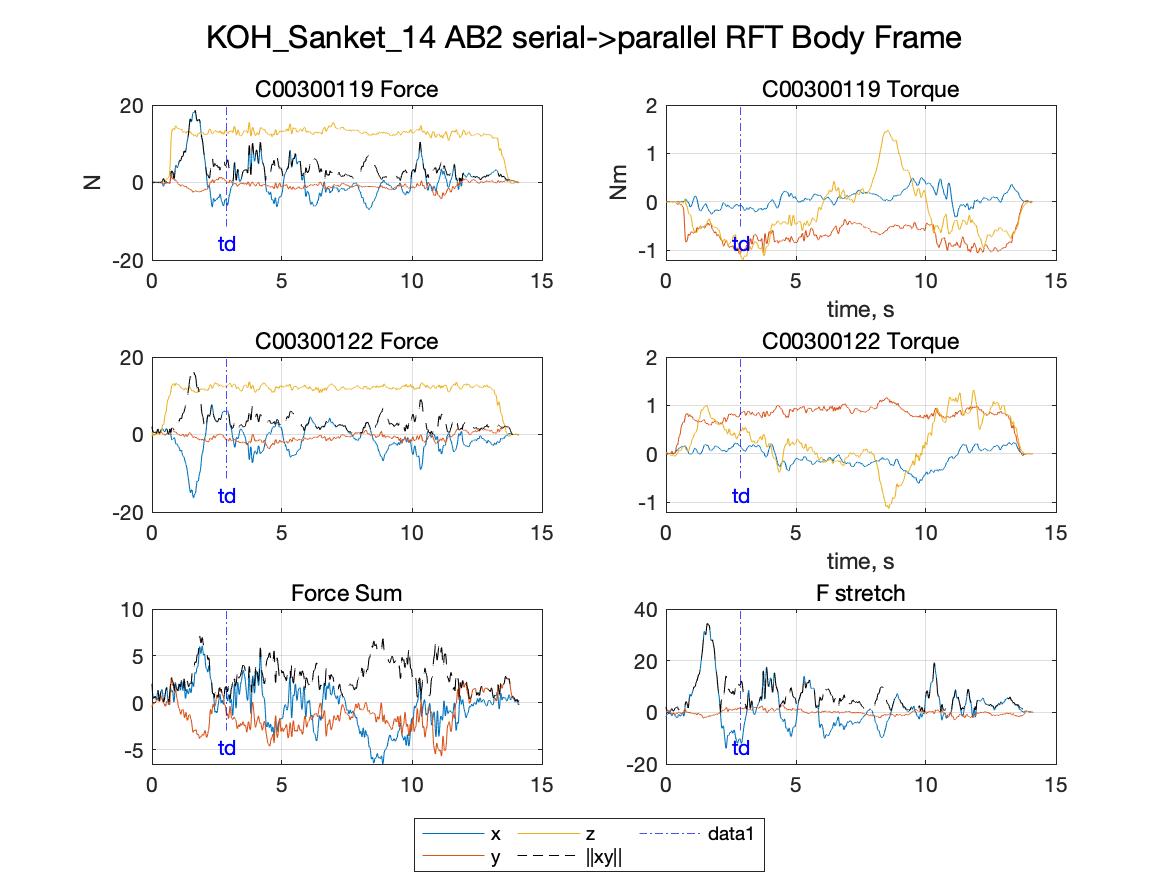 KOH_Sanket_14 AB2 serial->parallel RFT Body Frame
C00300119 Force
20
0
-20
N
td
0 5 10 15
C00300119 Torque
2
1
0
-1
Nm
td
0 5 10 15
time, s
C00300122 Force
20
0
-20
td
0 5 10 15
C00300122 Torque
2
1
0
-1
td
0 5 10 15
time, s
Force Sum
10
5
0
-5
td
0 5 10 15
F stretch
40
20
0
-20
td
0 5 10 15
x z data1
y ||xy||